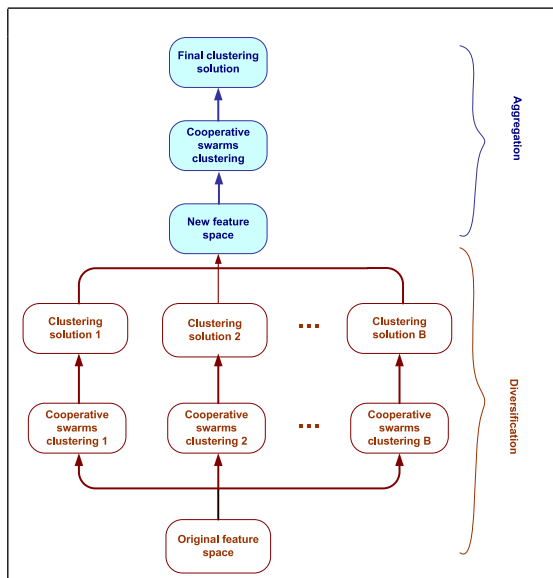 Final clustering
solution
Cooperative
swarms
clustering
New feature
space
Aggregation
Clustering
solution 1
Clustering
solution 2
...
Clustering
solution B
Cooperative
swarms
clustering 1
Cooperative
swarms
clustering 2
...
Cooperative
swarms
clustering B
Diversification
Original feature
space